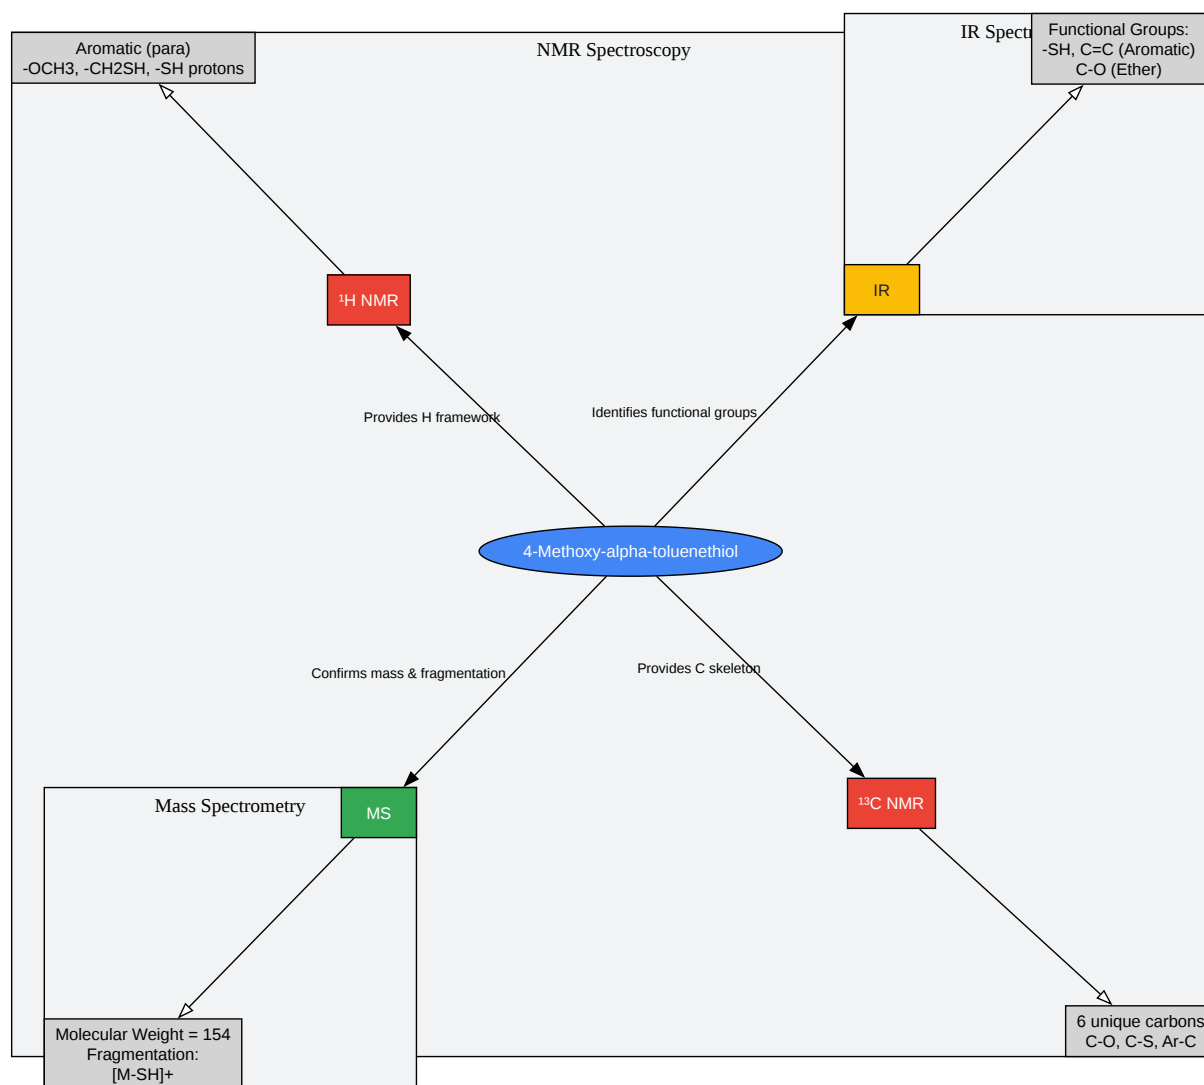 Aromatic (para)
-OCH3, -CH2SH, -SH protons
NMR Spectroscopy
IR
Functional Groups:
-SH, C=C (Aromatic)
C-O (Ether)
¹H NMR
IR
Provides H framework
Identifies functional groups
4-Methoxy-alpha-toluenethiol
Confirms mass & fragmentation
Provides C skeleton
Mass Spectrometry
MS
¹³C NMR
Molecular Weight = 154
Fragmentation:
[M-SH]+
6 unique carbons
C-O, C-S, Ar-C